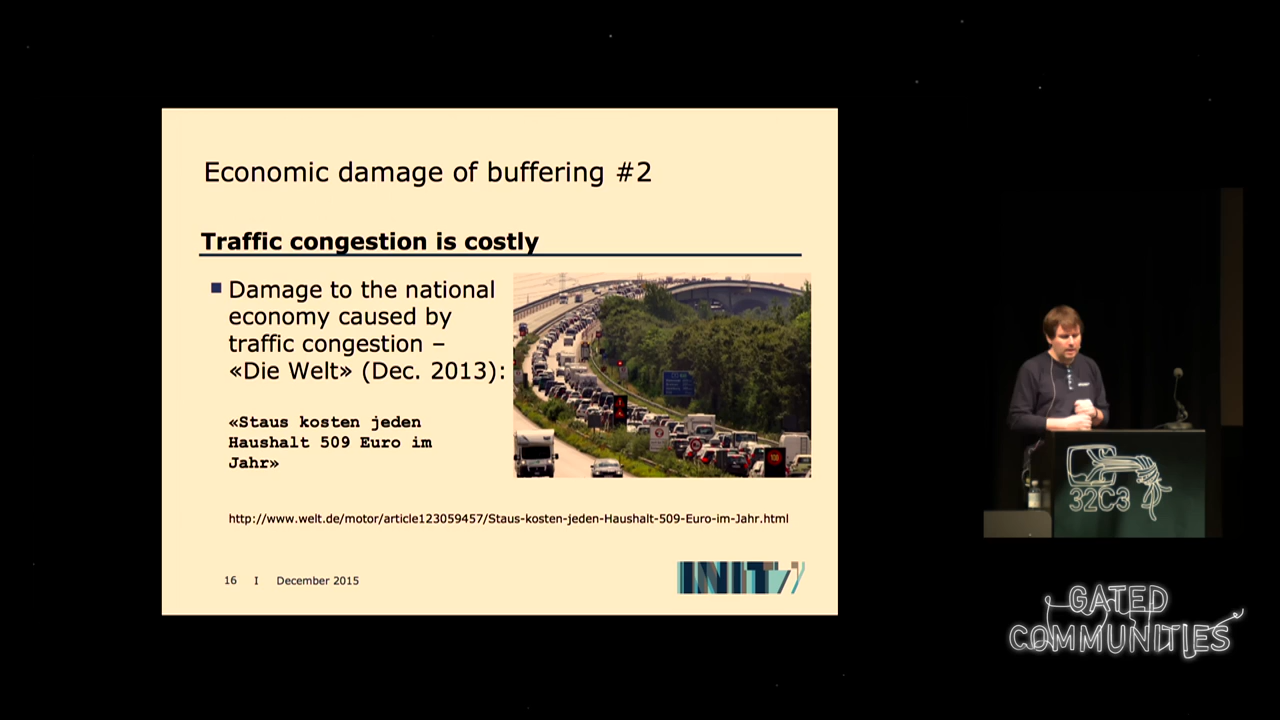 Economic damage of buffering #2
Traffic congestion is costly
Damage to the national
economy caused by
traffic congestion –
«Die Welt» (Dec. 2013):
«Staus kosten jeden
Haushalt 509 Euro im
Jahr»
http://www.welt.de/motor/article123059457/Staus-kosten-jeden-Haushalt-509-Euro-im-Jahr.html
16 I December 2015
INIT7
32C3
GATED
COMMUNITIES